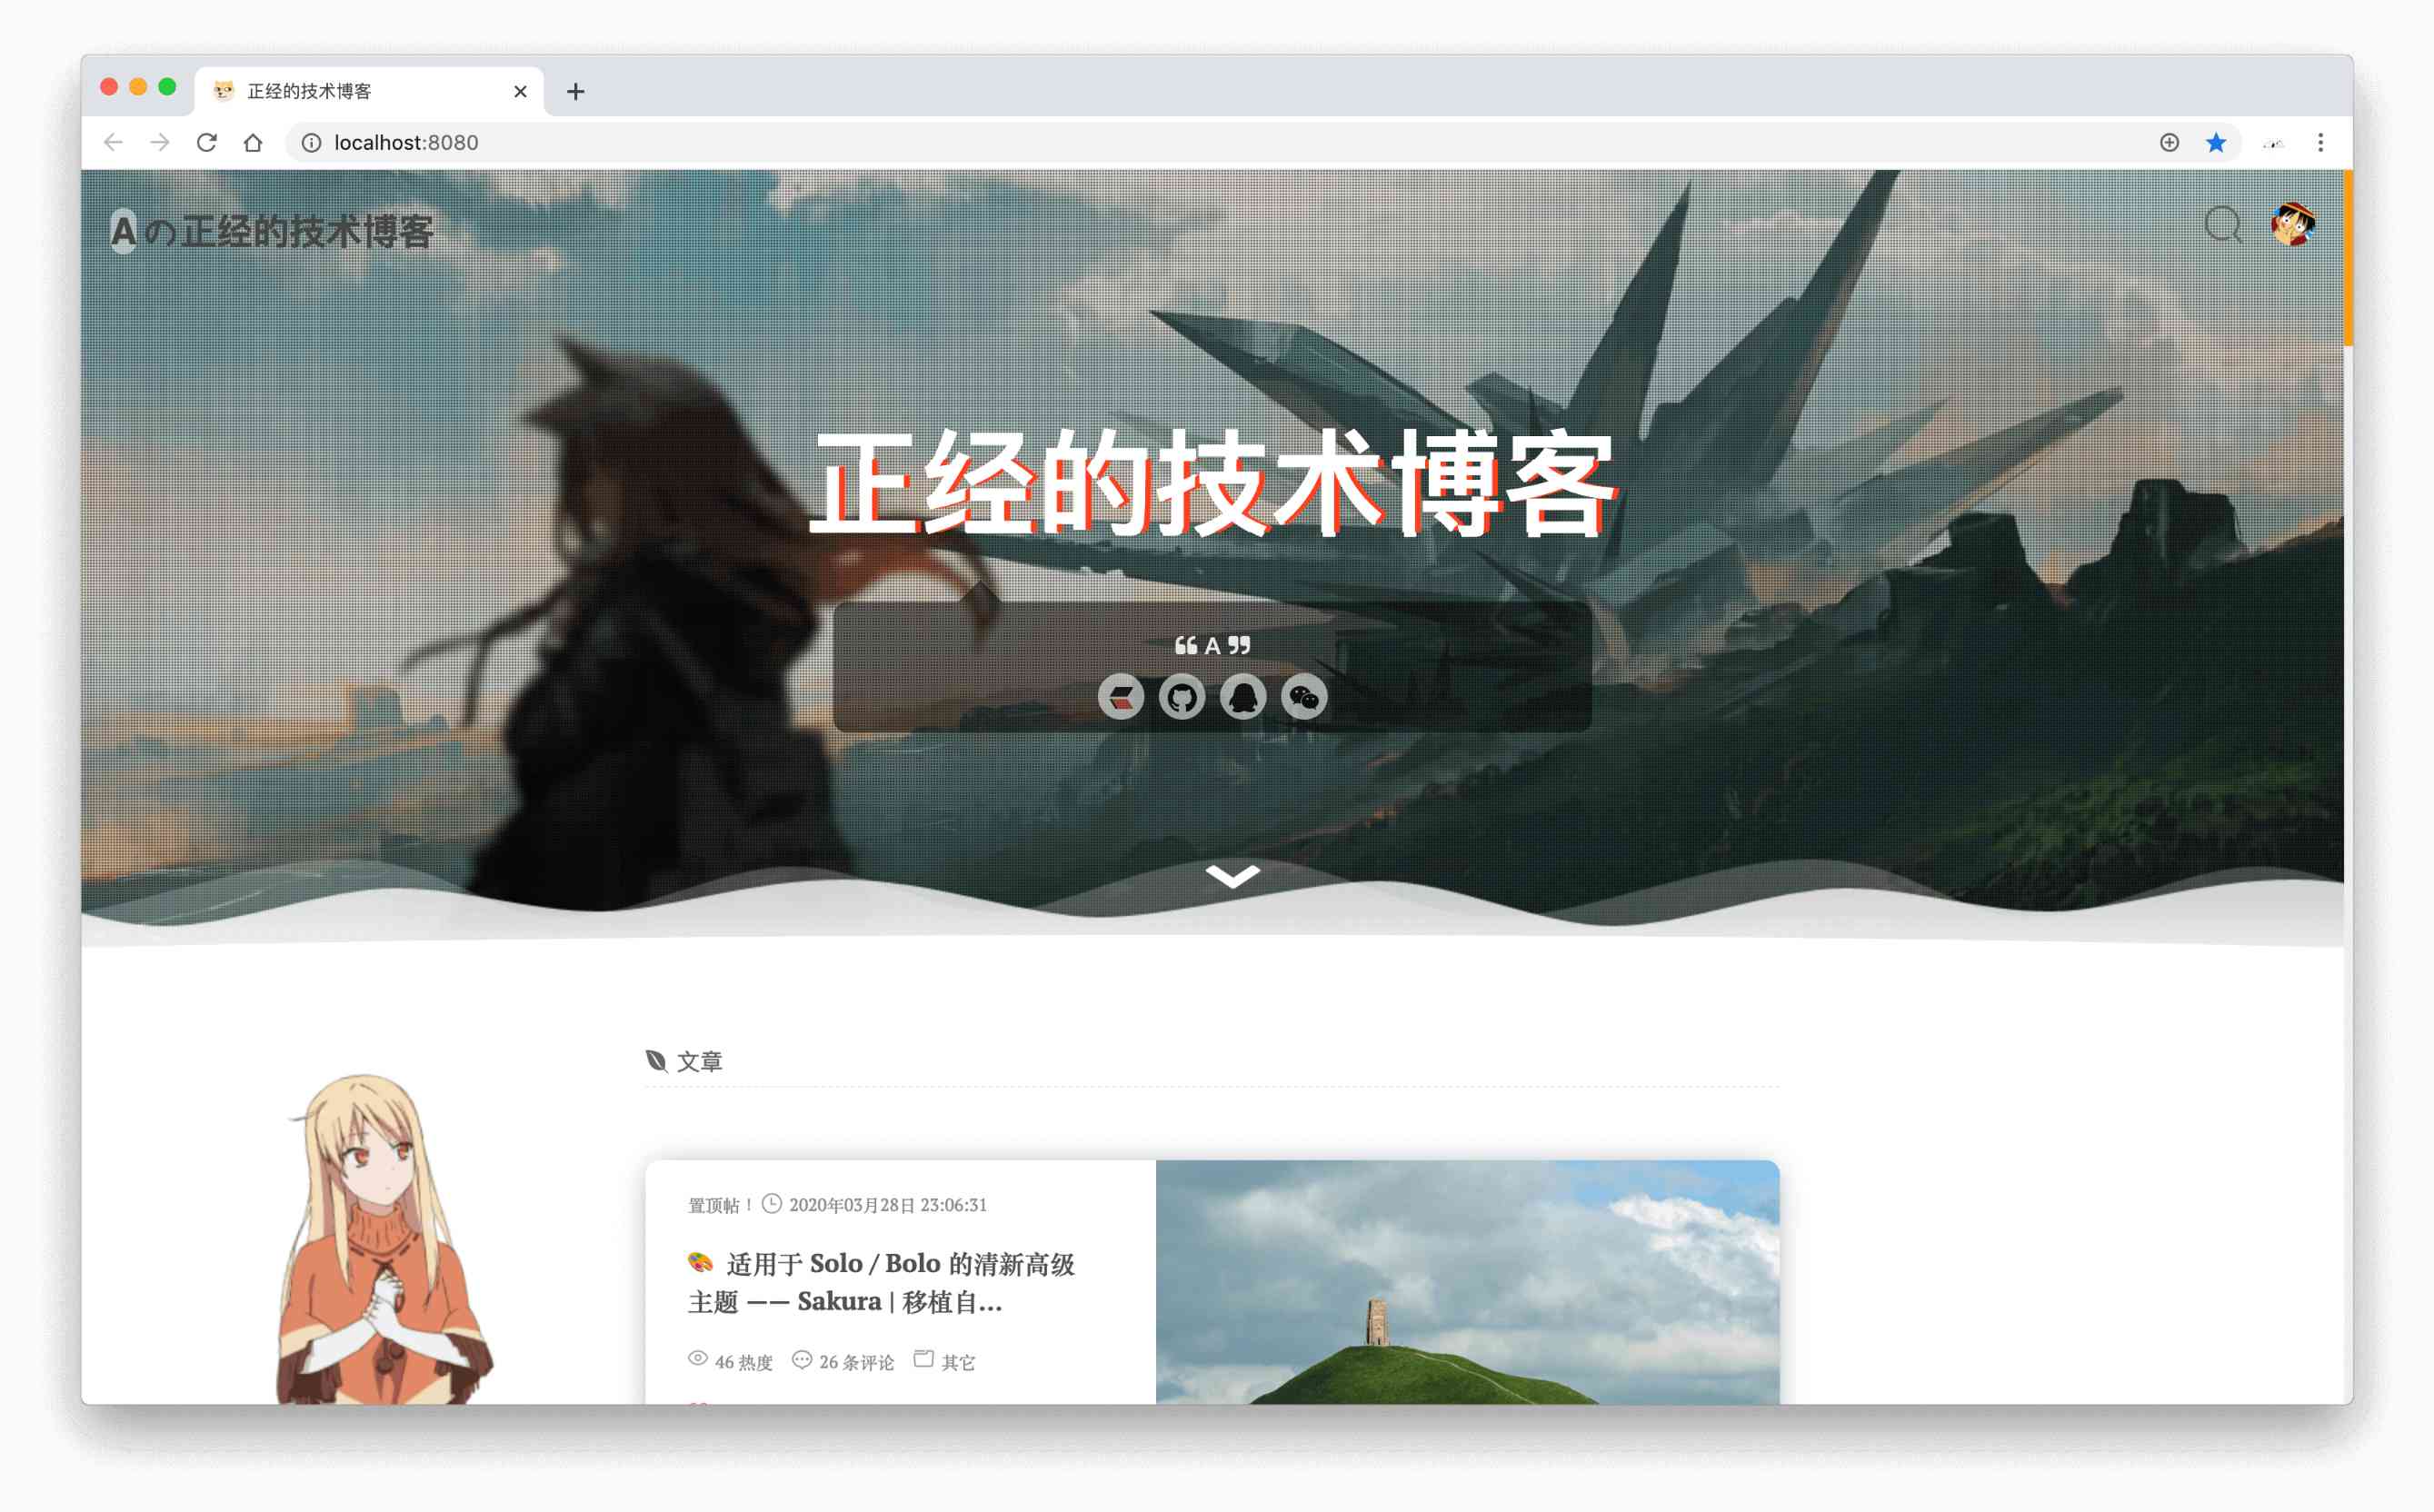 正经的技术博客
localhost:8080
A の 正经的技术博客
正经的技术博客
❝ A ❞
文章
置顶帖！ 2020年03月28日 23:06:31
🎨 适用于 Solo / Bolo 的清新高级
主题 —— Sakura | 移植自...
46 热度 26 条评论 其它